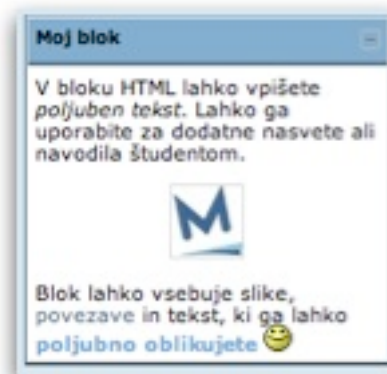 Moj blok
V bloku HTML lahko vpišete
poljuben tekst. Lahko ga
uporabite za dodatne nasvete ali
navodila študentom.
M
Blok lahko vsebuje slike,
povezave in tekst, ki ga lahko
poljubno oblikujete